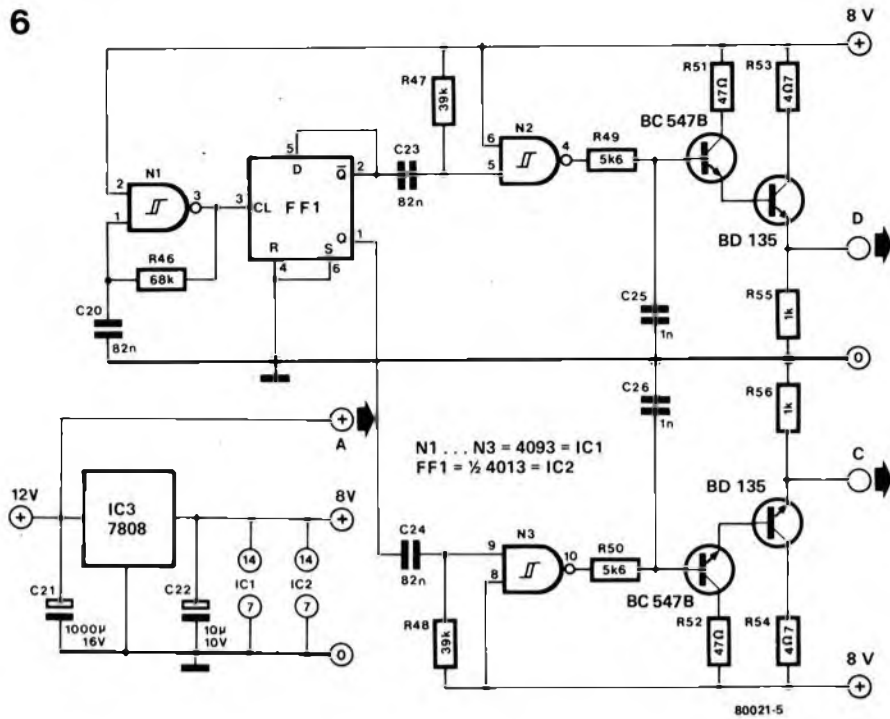 6
8 V
+
R51
47Ω
R53
4Ω7
R47
39k
BC 547B
N2
6
5
4
R49
5k6
N1
2
1
3
5
D
Q
2
C23
82n
3
CL
FF1
Q
1
R
4
S
6
BD 135
D
R46
68k
C20
82n
C25
1n
R55
1k
0
+
A
C26
1n
R56
1k
N1 . . . N3 = 4093 = IC1
FF1 = ½ 4013 = IC2
C
BD 135
12V
+
IC3
7808
8V
+
14
14
IC1
IC2
7
7
C21
1000µ
16V
C22
10µ
10V
0
C24
82n
N3
9
8
10
R50
5k6
BC 547B
R48
39k
R52
47Ω
R54
4Ω7
8 V
+
80021-5